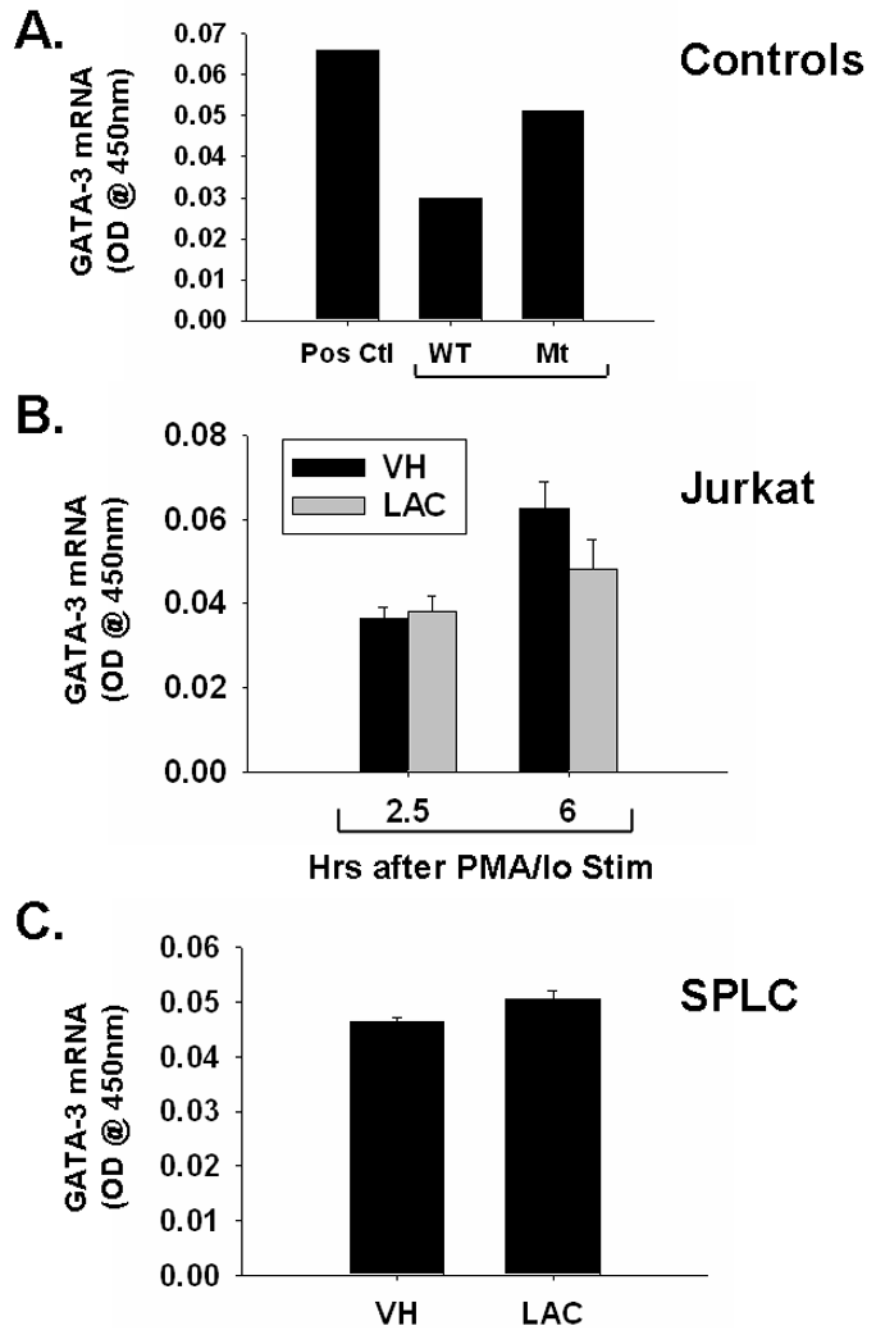 A.
Controls
GATA-3 mRNA
(OD @ 450nm)
0.07
0.06
0.05
0.04
0.03
0.02
0.01
0.00
Pos Ctl WT Mt
B.
Jurkat
GATA-3 mRNA
(OD @ 450nm)
0.08
0.06
0.04
0.02
0.00
VH
LAC
2.5 6
Hrs after PMA/Io Stim
C.
SPLC
GATA-3 mRNA
(OD @ 450nm)
0.06
0.05
0.04
0.03
0.02
0.01
0.00
VH LAC